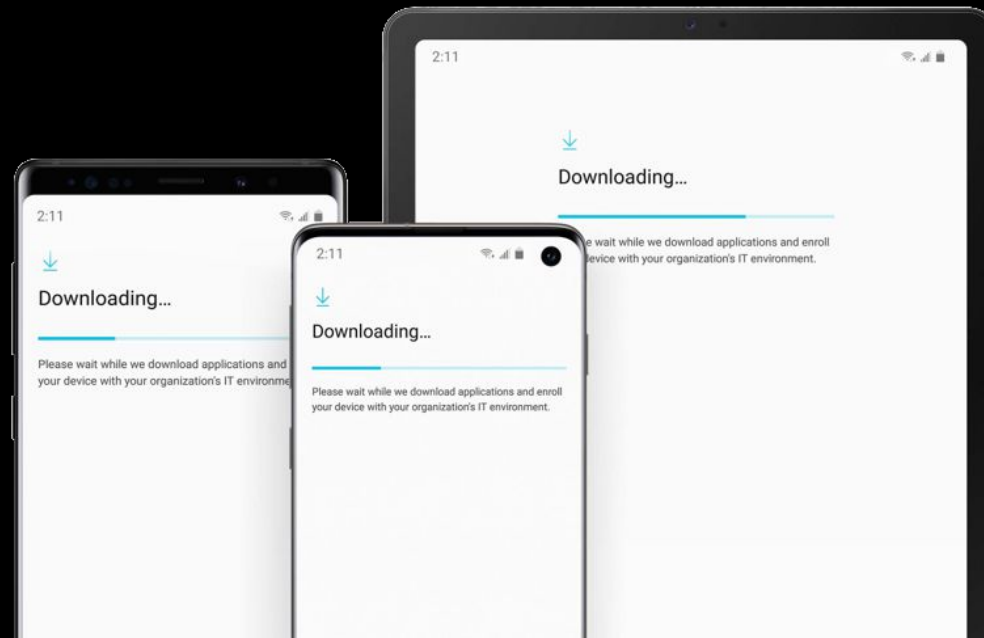 2:11
Downloading...
Please wait while we download applications and
your device with your organization's IT
2:11
Downloading...
Please wait while we download applications and enroll
your device with your organization's IT environment.
2:11
Downloading...
wait while we download applications and enroll
device with your organization's IT environment.